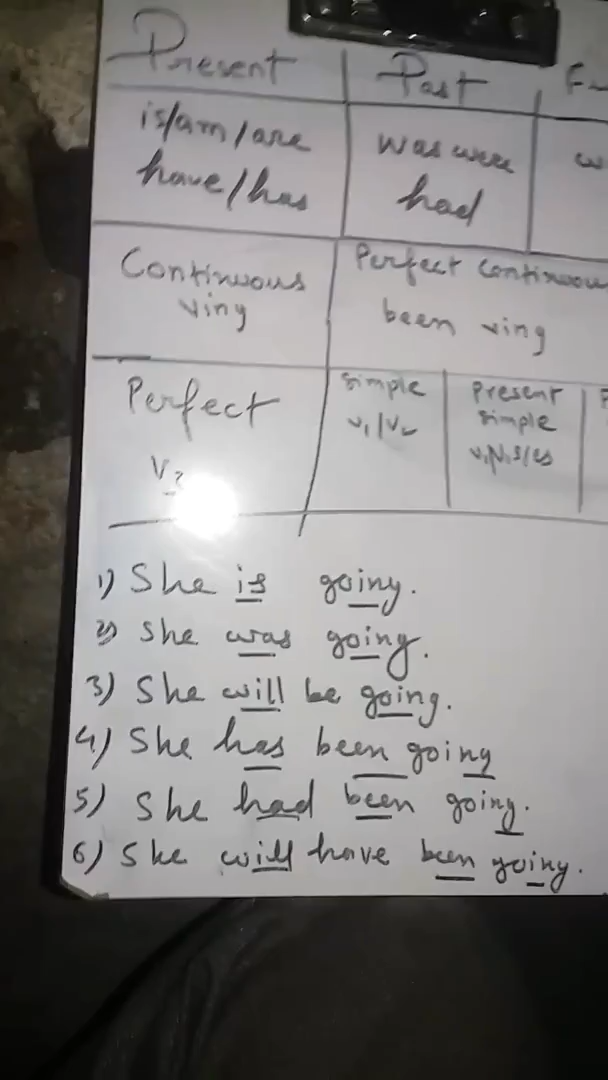 Present Past
is/am/are was were
have/has had
Continuous Perfect Continuous
ving been ving
Perfect simple Present
v1/v2 simple
V3 v1/v1s/es
1) She is going.
2) She was going.
3) She will be going.
4) She has been going
5) She had been going.
6) She will have been going.